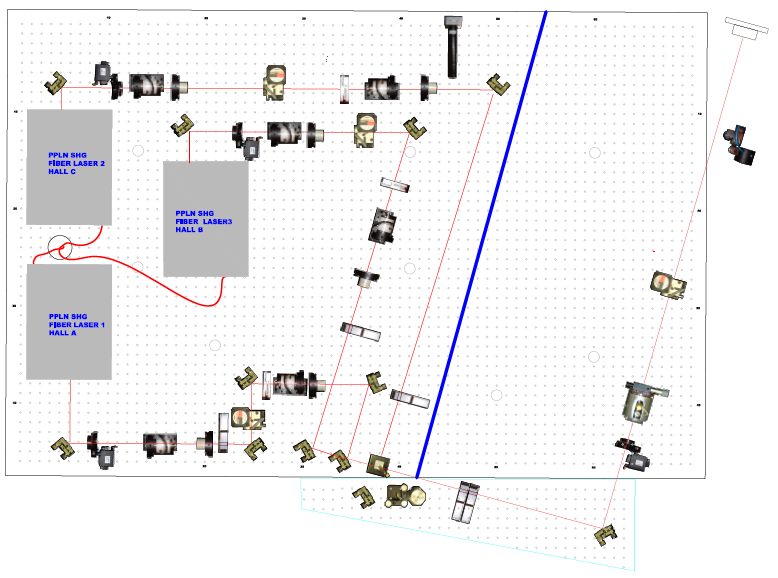 PPLN SHG
FIBER LASER 2
HALL C
PPLN SHG
FIBER LASER3
HALL B
PPLN SHG
FIBER LASER 1
HALL A